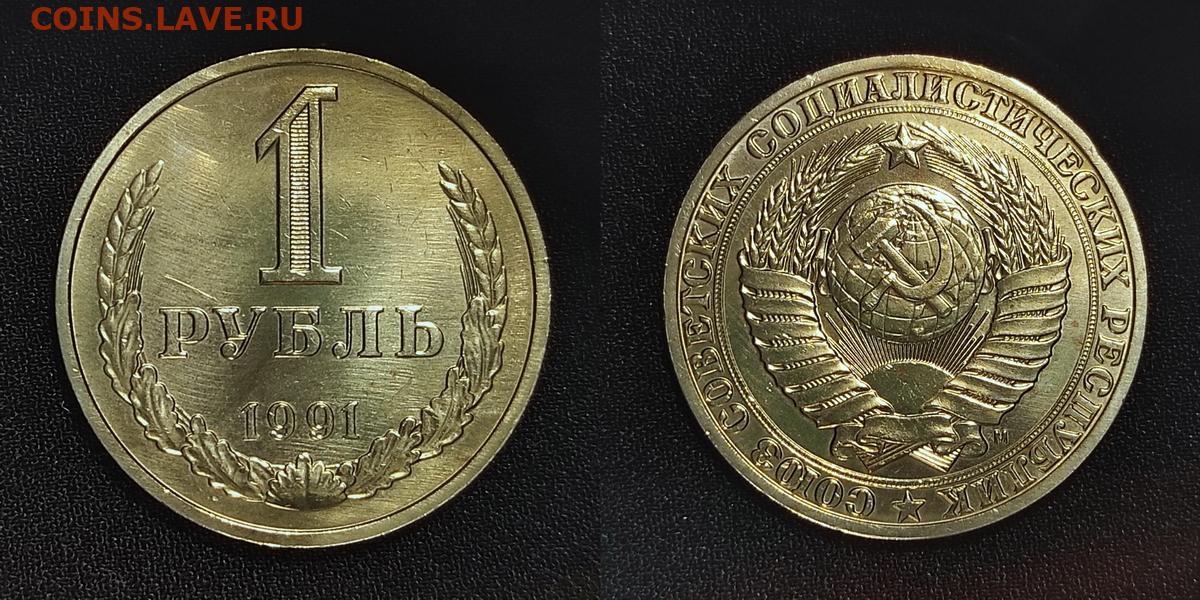 COINS.LAVE.RU
1
РУБЛЬ
1991
СОЮЗ СОВЕТСКИХ СОЦИАЛИСТИЧЕСКИХ РЕСПУБЛИК
М